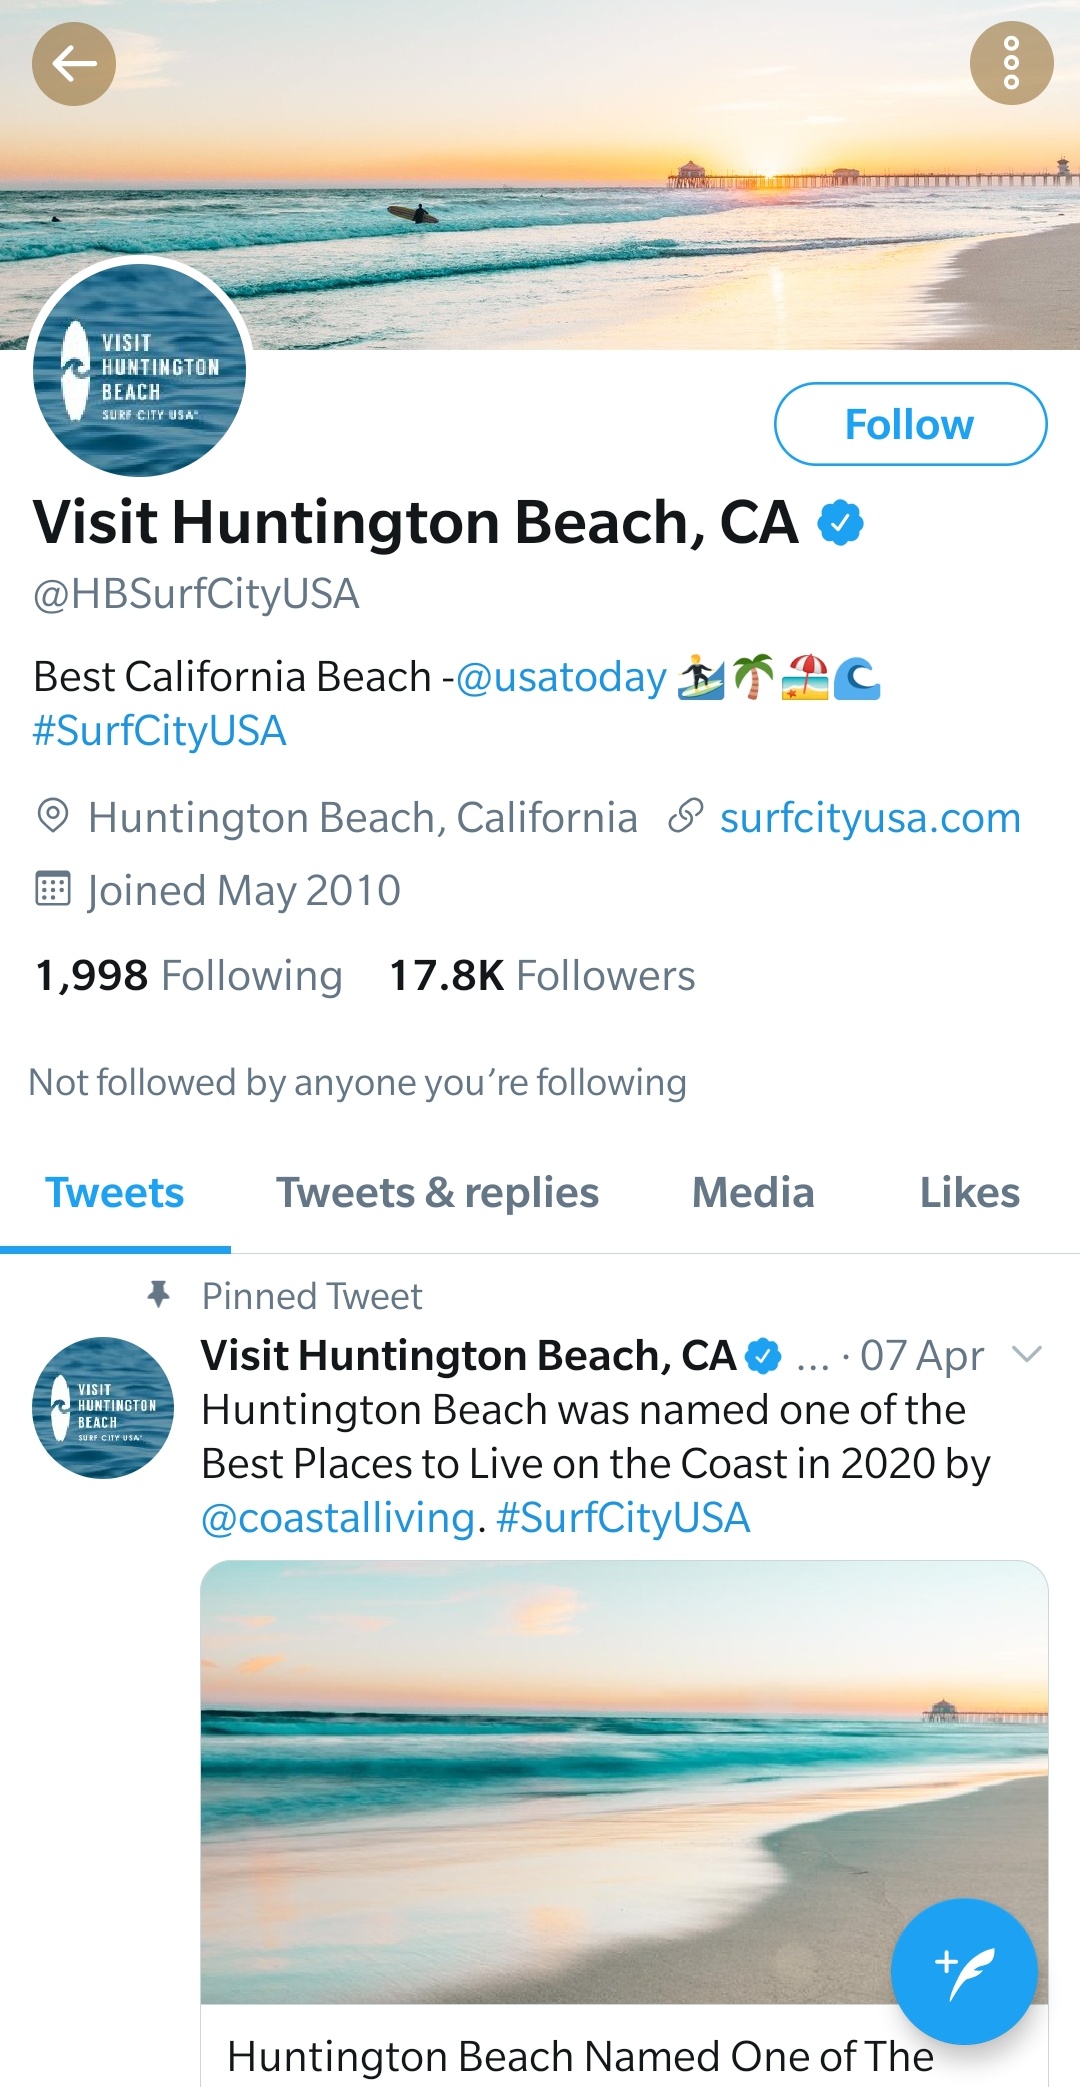 VISIT
HUNTINGTON
BEACH
SURF CITY USA
Follow
Visit Huntington Beach, CA
@HBSurfCityUSA
Best California Beach -@usatoday 🏄🌴🏖🌊
#SurfCityUSA
Huntington Beach, California surfcityusa.com
Joined May 2010
1,998 Following 17.8K Followers
Not followed by anyone you’re following
Tweets Tweets & replies Media Likes
Pinned Tweet
Visit Huntington Beach, CA ... · 07 Apr
VISIT
HUNTINGTON
BEACH
SURF CITY USA
Huntington Beach was named one of the
Best Places to Live on the Coast in 2020 by
@coastalliving. #SurfCityUSA
Huntington Beach Named One of The